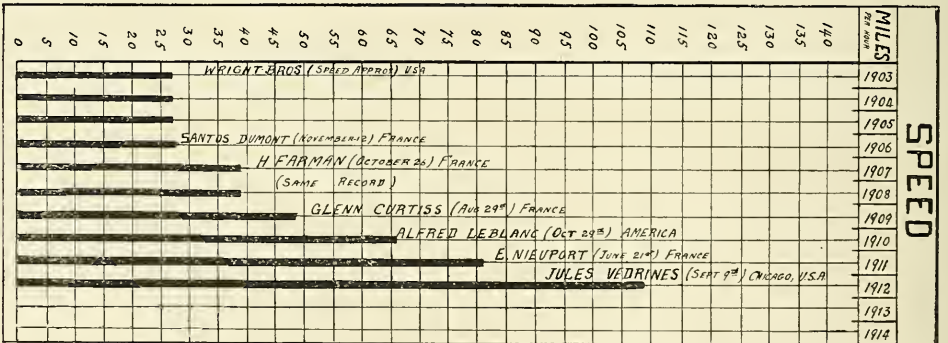 0 5 10 15 20 25 30 35 40 45 50 55 60 65 70 75 80 85 90 95 100 105 110 115 120 125 130 135 140 MILES PER HOUR
SPEED
WRIGHT BROS (SPEED APPROX) USA 1903
1904
1905
SANTOS DUMONT (NOVEMBER 12) FRANCE 1906
H FARMAN (OCTOBER 26) FRANCE 1907
(SAME RECORD) 1908
GLENN CURTISS (AUG 29th) FRANCE 1909
ALFRED LEBLANC (OCT 29th) AMERICA 1910
E. NIEUPORT (JUNE 21st) FRANCE 1911
JULES VEDRINES (SEPT 9th) CHICAGO, U.S.A. 1912
1913
1914